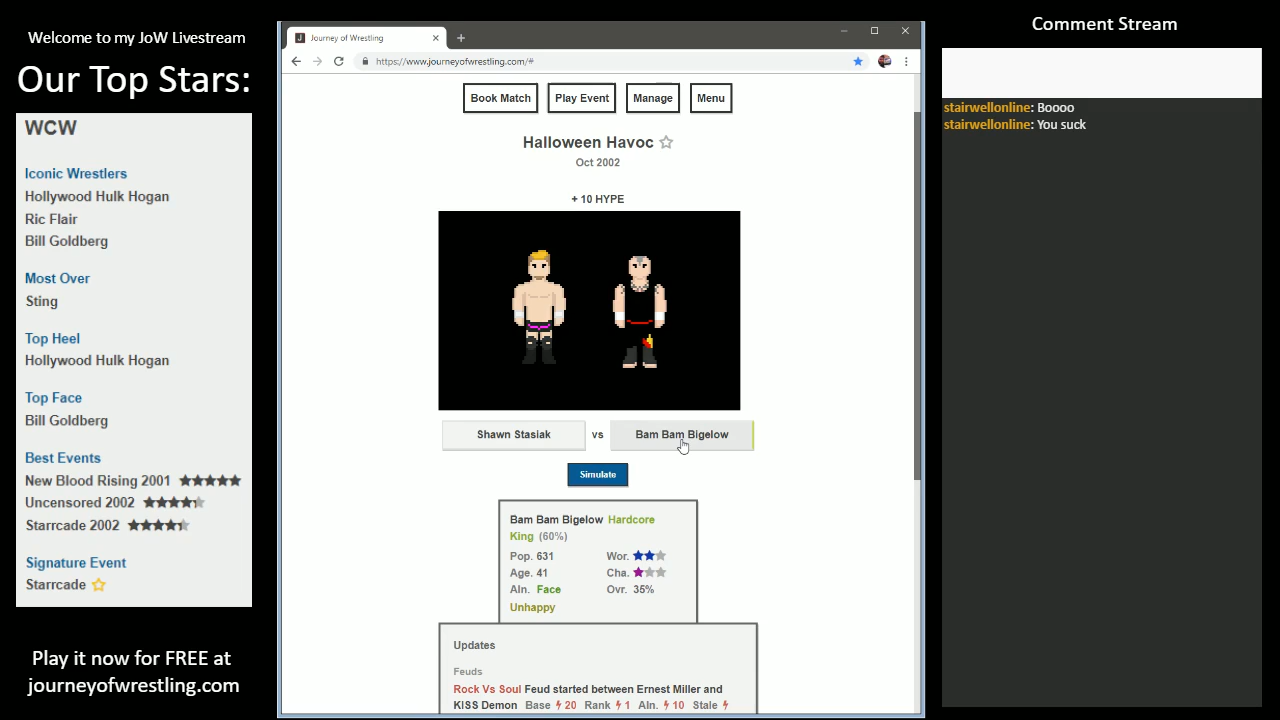 Welcome to my JoW Livestream
Our Top Stars:
WCW
Iconic Wrestlers
Hollywood Hulk Hogan
Ric Flair
Bill Goldberg
Most Over
Sting
Top Heel
Hollywood Hulk Hogan
Top Face
Bill Goldberg
Best Events
New Blood Rising 2001 ★★★★★
Uncensored 2002
Starrcade 2002
Signature Event
Starrcade
Play it now for FREE at
journeyofwrestling.com
Journey of Wrestling
https://www.journeyofwrestling.com/#
Book Match
Play Event
Manage
Menu
Halloween Havoc
Oct 2002
+ 10 HYPE
Shawn Stasiak vs Bam Bam Bigelow
Simulate
Bam Bam Bigelow Hardcore
King (60%)
Pop. 631 Wor.
Age. 41 Cha.
Aln. Face Ovr. 35%
Unhappy
Updates
Feuds
Rock Vs Soul Feud started between Ernest Miller and
KISS Demon Base 20 Rank 1 Aln. 10 Stale
Comment Stream
stairwellonline: Boooo
stairwellonline: You suck